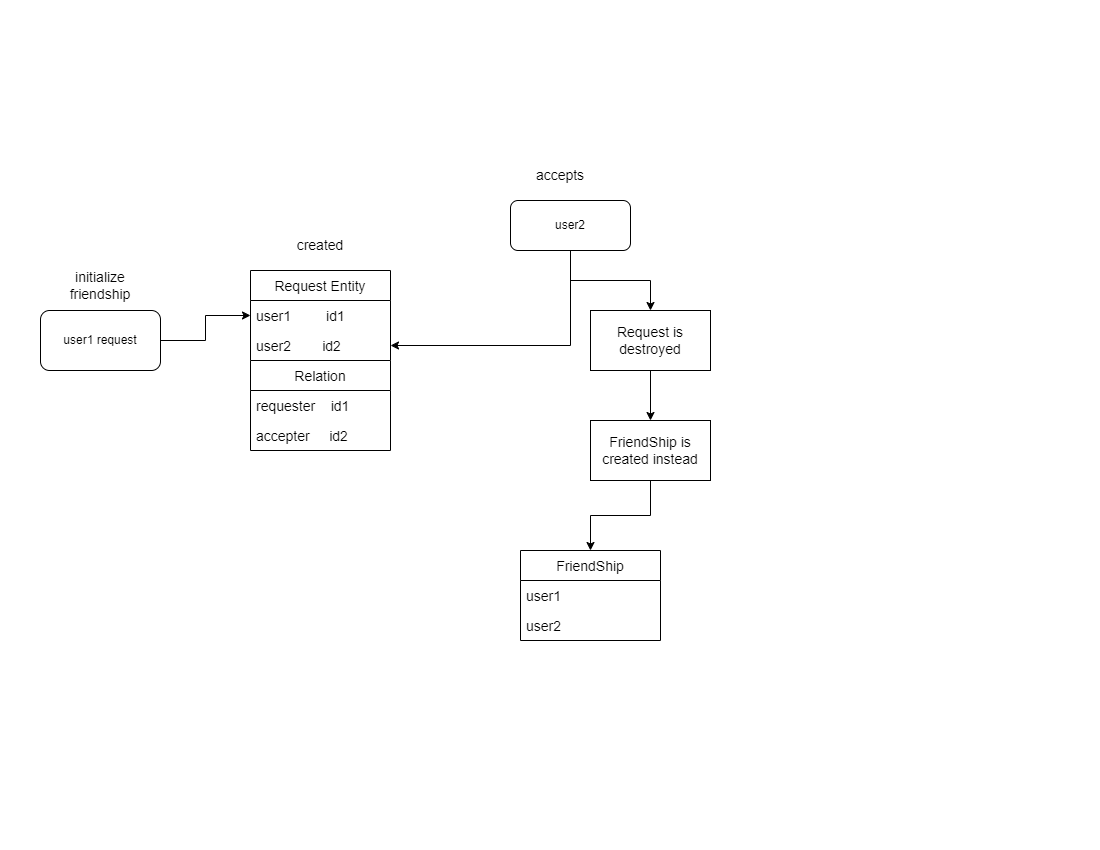 accepts
user2
created
initialize
friendship
user1 request
Request Entity
user1 id1
user2 id2
Relation
requester id1
accepter id2
Request is
destroyed
FriendShip is
created instead
FriendShip
user1
user2